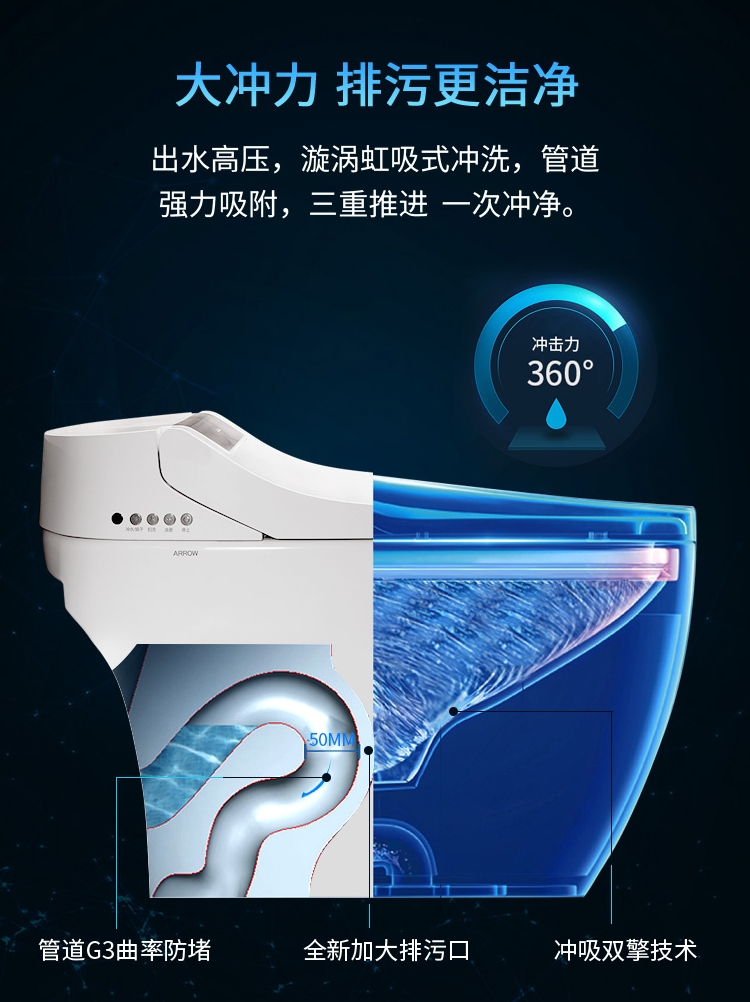 大冲力 排污更洁净
出水高压，漩涡虹吸式冲洗，管道
强力吸附，三重推进 一次冲净。
冲击力
360°
ARROW
50MM
管道G3曲率防堵
全新加大排污口
冲吸双擎技术